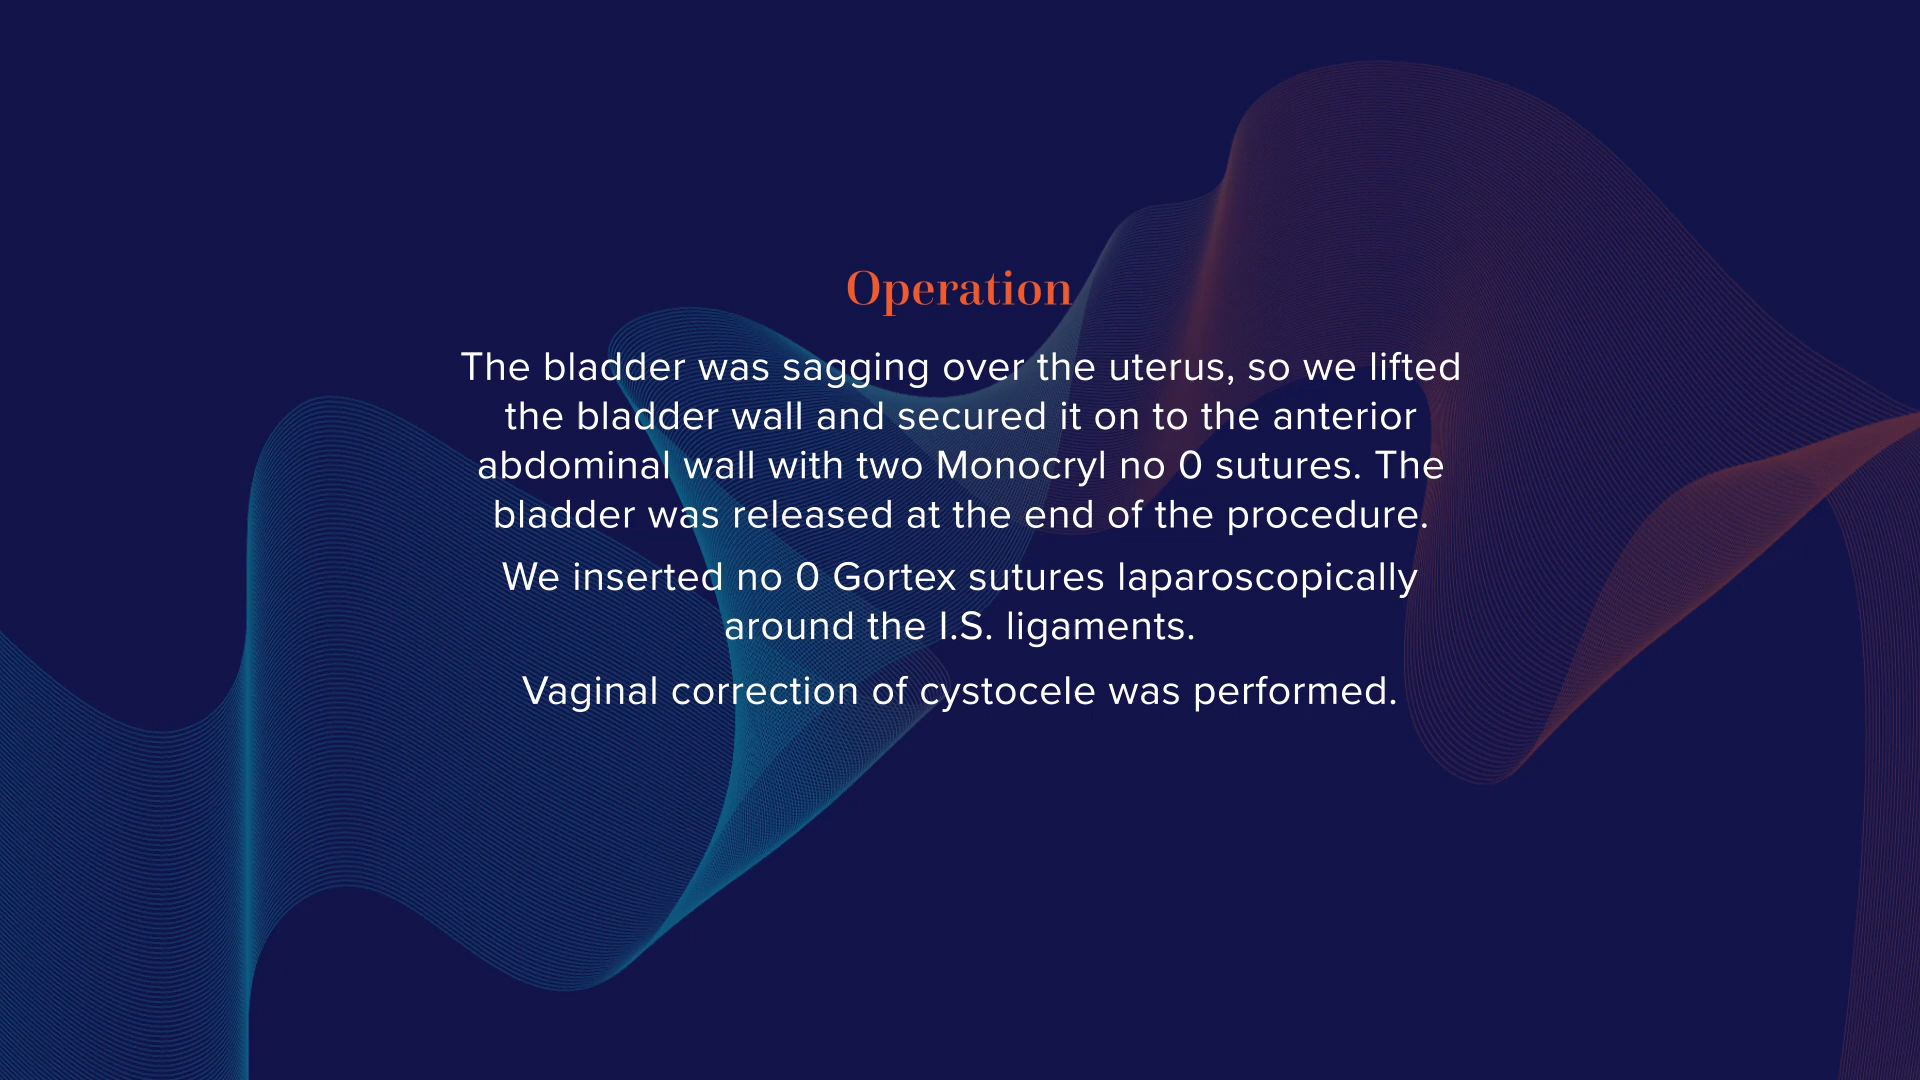 Operation
The bladder was sagging over the uterus, so we lifted
the bladder wall and secured it on to the anterior
abdominal wall with two Monocryl no 0 sutures. The
bladder was released at the end of the procedure.
We inserted no 0 Gortex sutures laparoscopically
around the I.S. ligaments.
Vaginal correction of cystocele was performed.